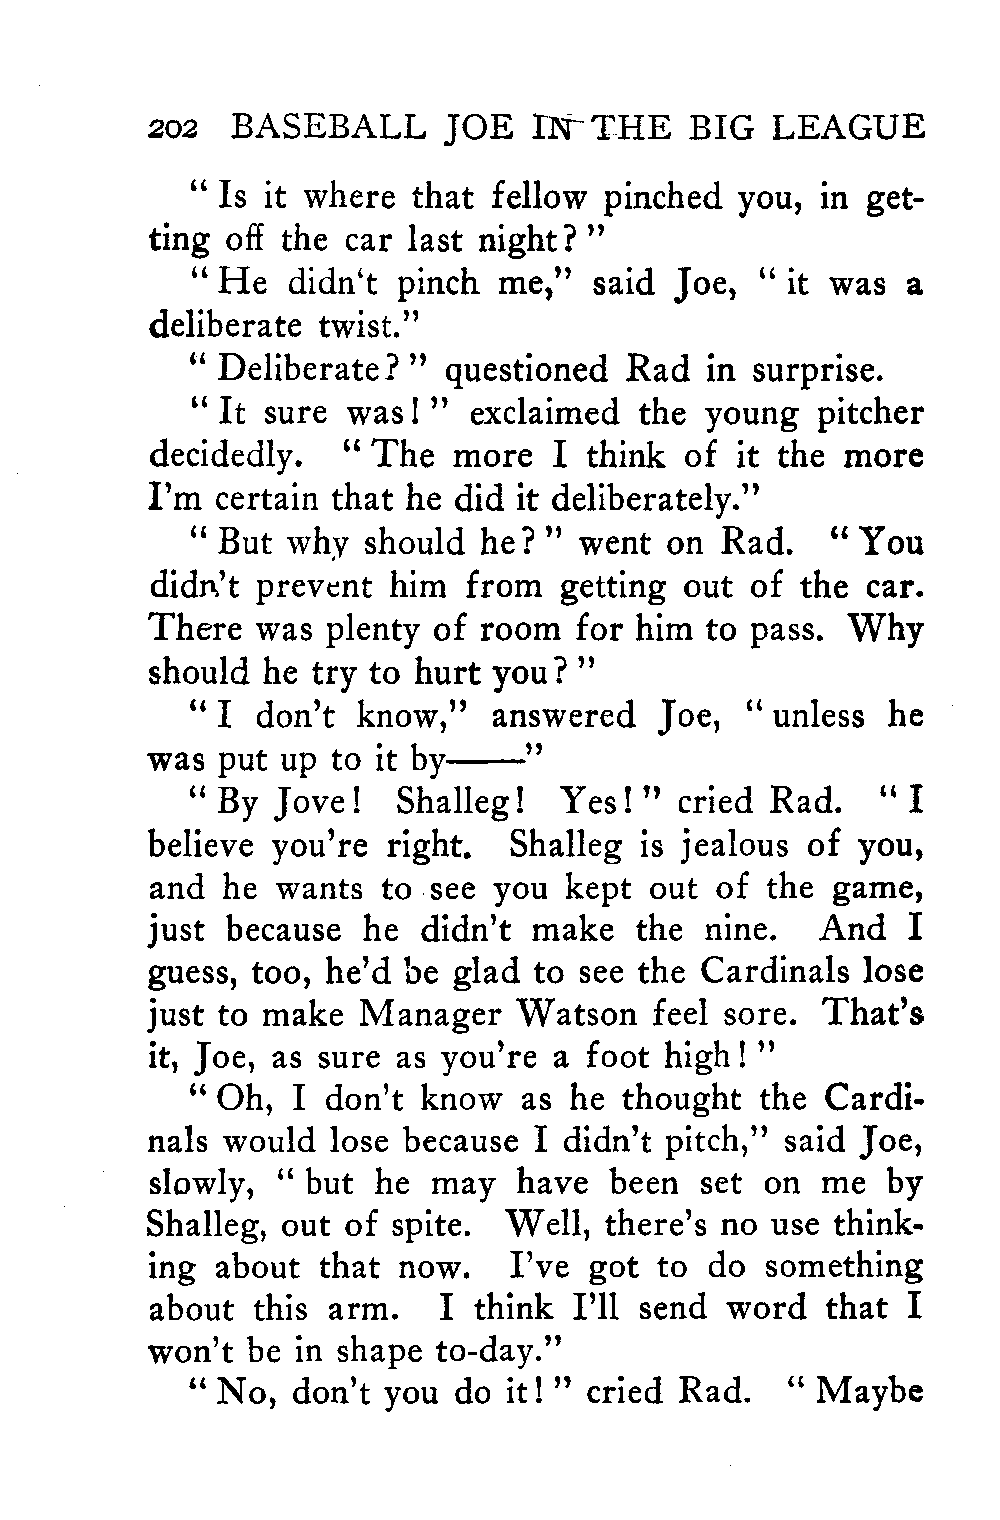 202 BASEBALL JOE IN THE BIG LEAGUE
“ Is it where that fellow pinched you, in get-
ting off the car last night? ”
“ He didn‘t pinch me,” said Joe, “ it was a
deliberate twist.”
“ Deliberate? ” questioned Rad in surprise.
“ It sure was! ” exclaimed the young pitcher
decidedly. “ The more I think of it the more
I’m certain that he did it deliberately.”
“ But why should he? ” went on Rad. “ You
didn’t prevent him from getting out of the car.
There was plenty of room for him to pass. Why
should he try to hurt you? ”
“ I don’t know,” answered Joe, “ unless he
was put up to it by——”
“ By Jove! Shalleg! Yes! ” cried Rad. “ I
believe you’re right. Shalleg is jealous of you,
and he wants to see you kept out of the game,
just because he didn’t make the nine. And I
guess, too, he’d be glad to see the Cardinals lose
just to make Manager Watson feel sore. That’s
it, Joe, as sure as you’re a foot high! ”
“ Oh, I don’t know as he thought the Cardi-
nals would lose because I didn’t pitch,” said Joe,
slowly, “ but he may have been set on me by
Shalleg, out of spite. Well, there’s no use think-
ing about that now. I’ve got to do something
about this arm. I think I’ll send word that I
won’t be in shape to-day.”
“ No, don’t you do it! ” cried Rad. “ Maybe